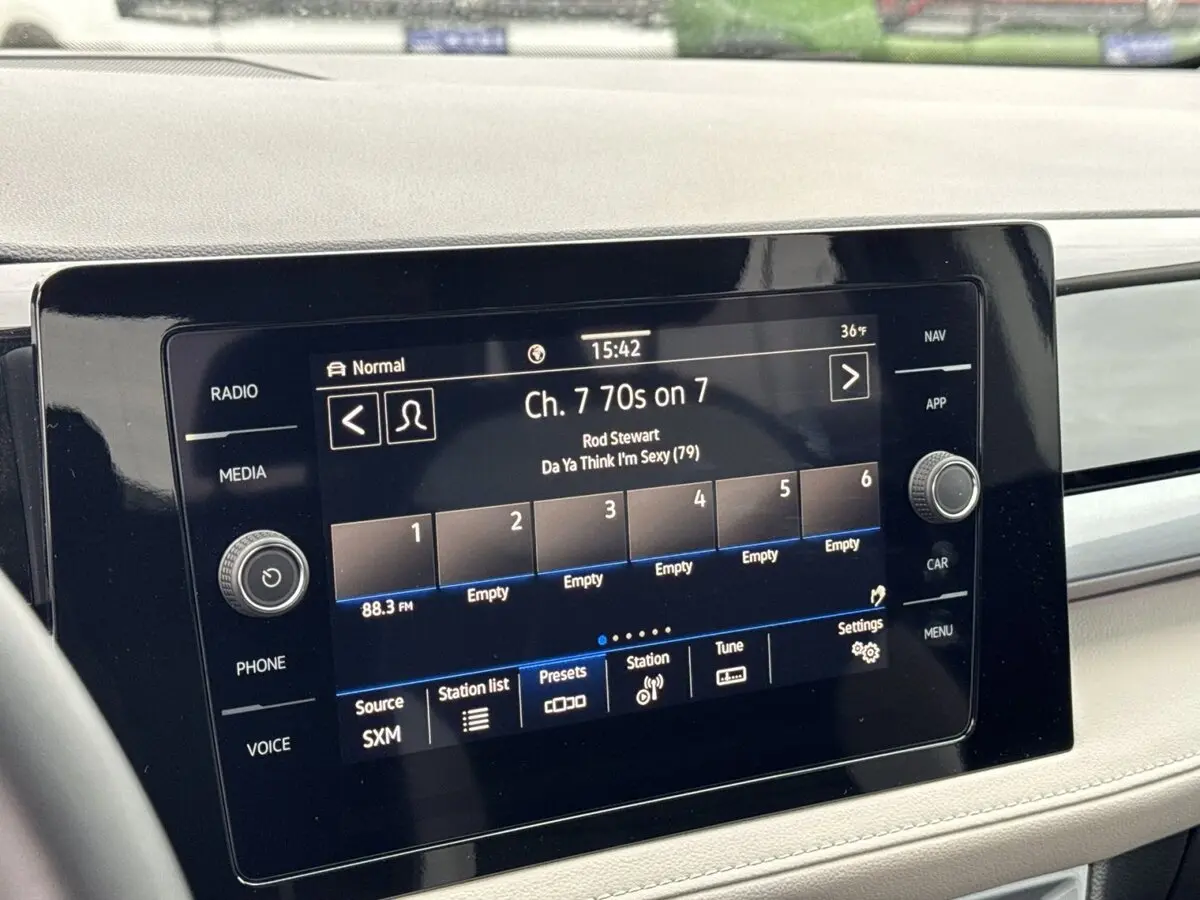 RADIO
MEDIA
PHONE
VOICE
Normal
15:42
36°F
Ch. 7 70s on 7
Rod Stewart
Da Ya Think I'm Sexy (79)
1 2 3 4 5 6
88.3 FM Empty Empty Empty Empty Empty
Source
SXM
Station list
Presets
Station
Tune
Settings
NAV
APP
CAR
MENU